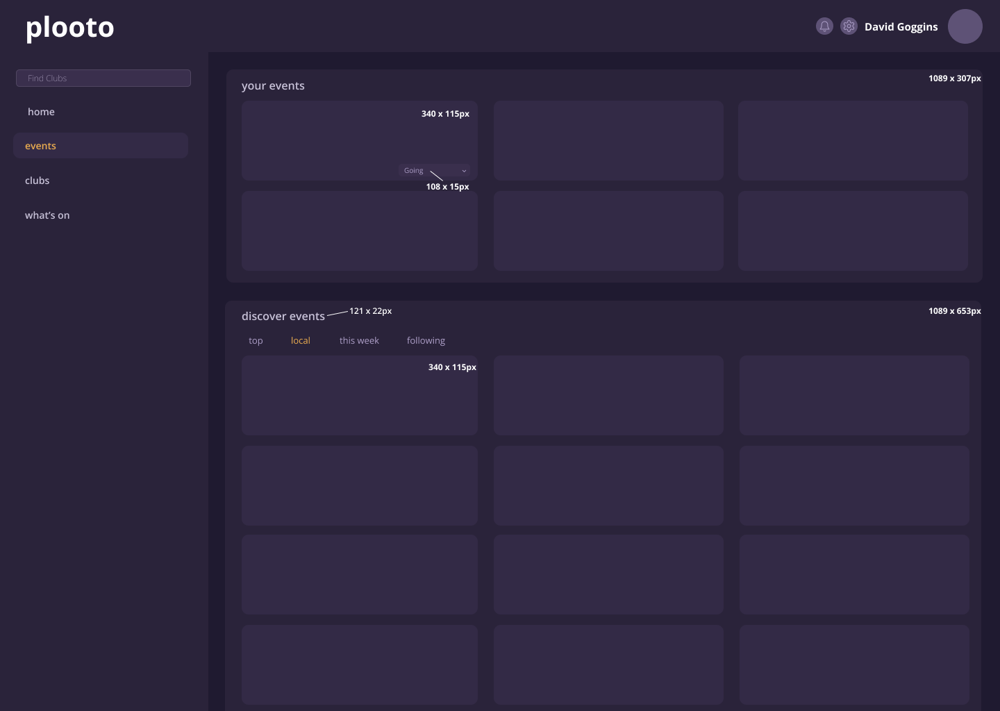 plooto
David Goggins
Find Clubs
home
events
clubs
what's on
your events
1089 x 307px
340 x 115px
Going
108 x 15px
discover events
121 x 22px
1089 x 653px
top
local
this week
following
340 x 115px